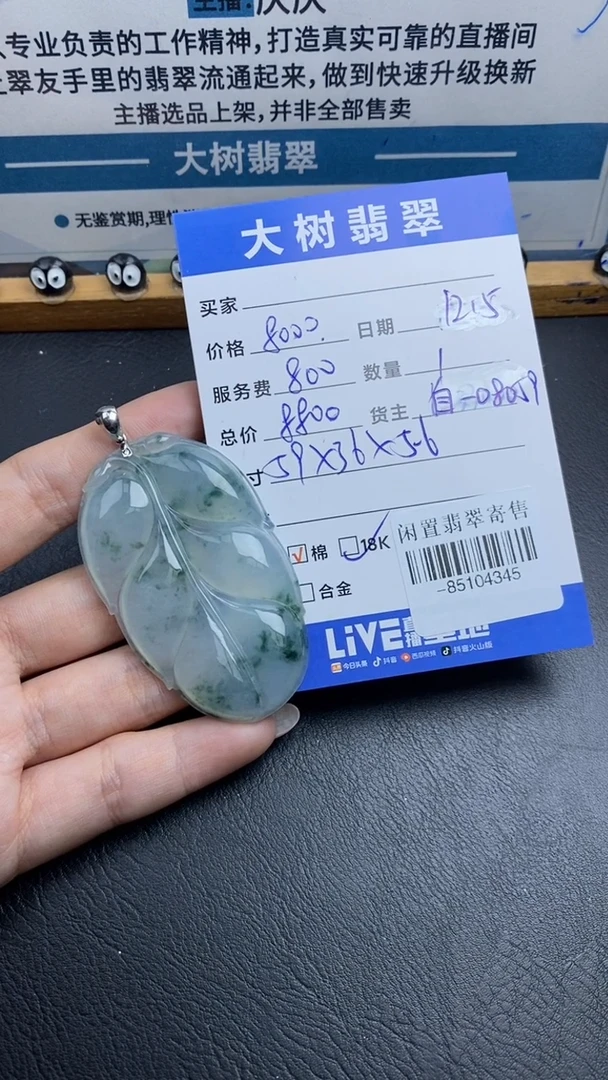 专业负责的工作精神，打造真实可靠的直播间
翠友手里的翡翠流通起来，做到快速升级换新
主播选品上架，并非全部售卖
大树翡翠
无鉴赏期，理性
大树翡翠
买家
价格 8000. 日期 12.15
服务费 800 数量 1
总价 8800 货主 自-08059
寸 59×36×5.6
棉 18K
合金
闲置翡翠寄售
-85104345
LIVE
今日头条 抖音 西瓜视频 抖音火山版